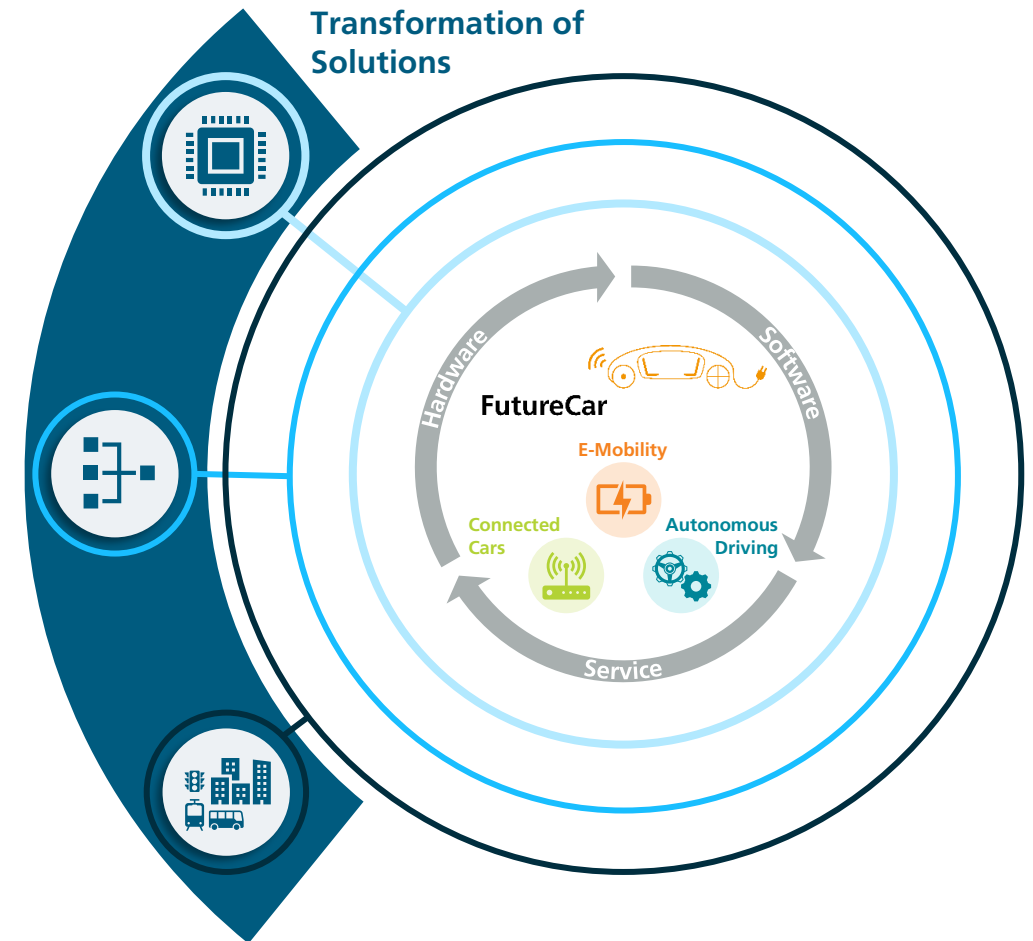 Transformation of
Solutions
Hardware
Software
FutureCar
E-Mobility
Connected
Cars
Autonomous
Driving
Service